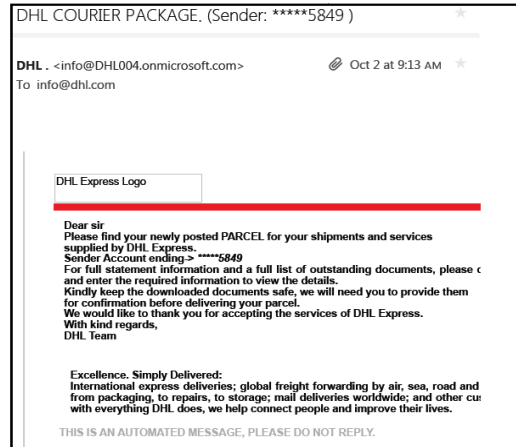 DHL COURIER PACKAGE. (Sender: *****5849 )
DHL . <info@DHL004.onmicrosoft.com> Oct 2 at 9:13 AM
To info@dhl.com
DHL Express Logo
Dear sir
Please find your newly posted PARCEL for your shipments and services
supplied by DHL Express.
Sender Account ending-> *****5849
For full statement information and a full list of outstanding documents, please
and enter the required information to view the details.
Kindly keep the downloaded documents safe, we will need you to provide them
for confirmation before delivering your parcel.
We would like to thank you for accepting the services of DHL Express.
With kind regards,
DHL Team
Excellence. Simply Delivered:
International express deliveries; global freight forwarding by air, sea, road and
from packaging, to repairs, to storage; mail deliveries worldwide; and other
with everything DHL does, we help connect people and improve their lives.
THIS IS AN AUTOMATED MESSAGE, PLEASE DO NOT REPLY.